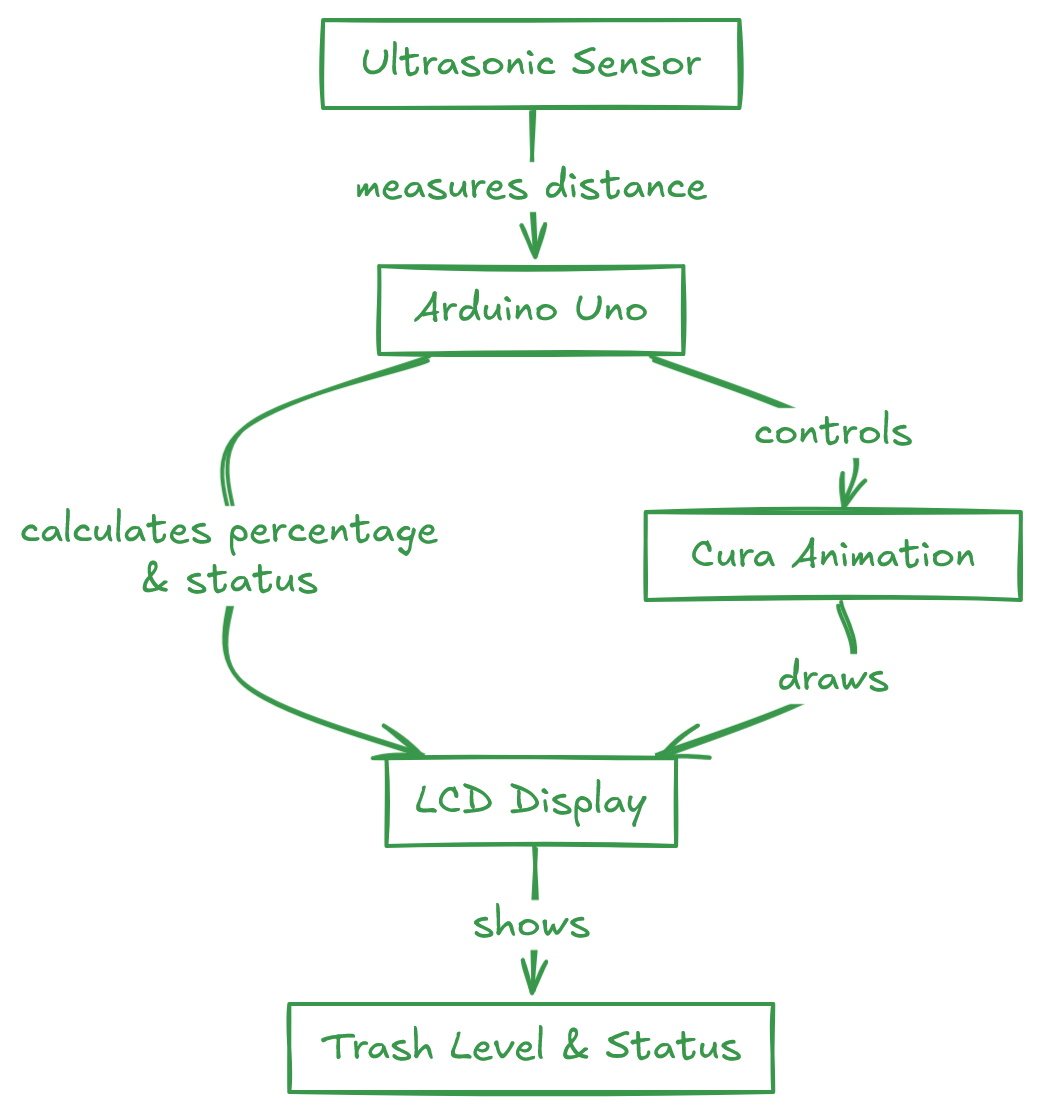 Ultrasonic Sensor
measures distance
Arduino Uno
controls
calculates percentage
& status
Cura Animation
draws
LCD Display
shows
Trash Level & Status